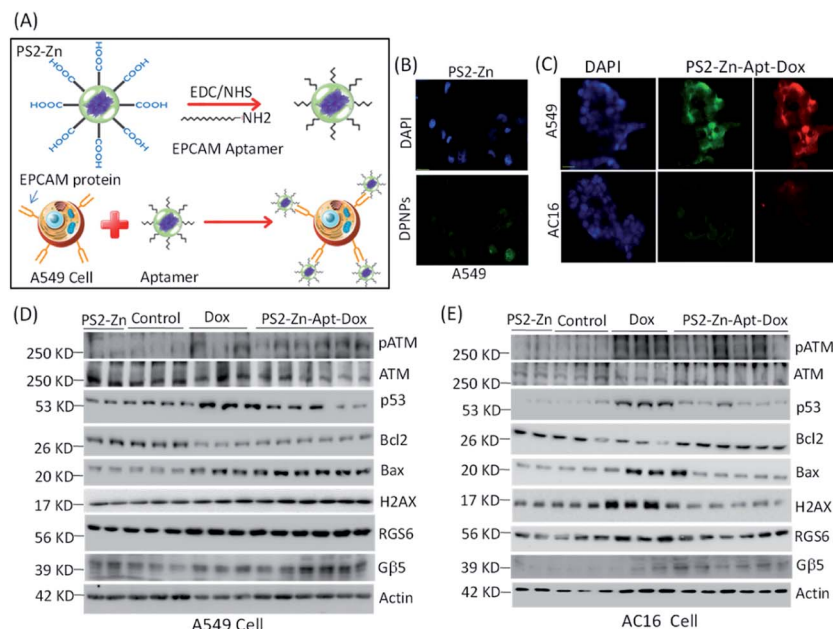 (A)
PS2-Zn
COOH
HOOC
COOH
HOOC
COOH
HOOC
COOH
COOH
EDC/NHS
NH2
EPCAM Aptamer
EPCAM protein
A549 Cell
Aptamer
(B)
PS2-Zn
DAPI
DPNPs
A549
(C)
DAPI
PS2-Zn-Apt-Dox
A549
AC16
(D)
PS2-Zn Control Dox PS2-Zn-Apt-Dox
250 KD pATM
250 KD ATM
53 KD p53
26 KD Bcl2
20 KD Bax
17 KD H2AX
56 KD RGS6
39 KD Gβ5
42 KD Actin
A549 Cell
(E)
PS2-Zn Control Dox PS2-Zn-Apt-Dox
250 KD pATM
250 KD ATM
53 KD p53
26 KD Bcl2
20 KD Bax
17 KD H2AX
56 KD RGS6
39 KD Gβ5
42 KD Actin
AC16 Cell